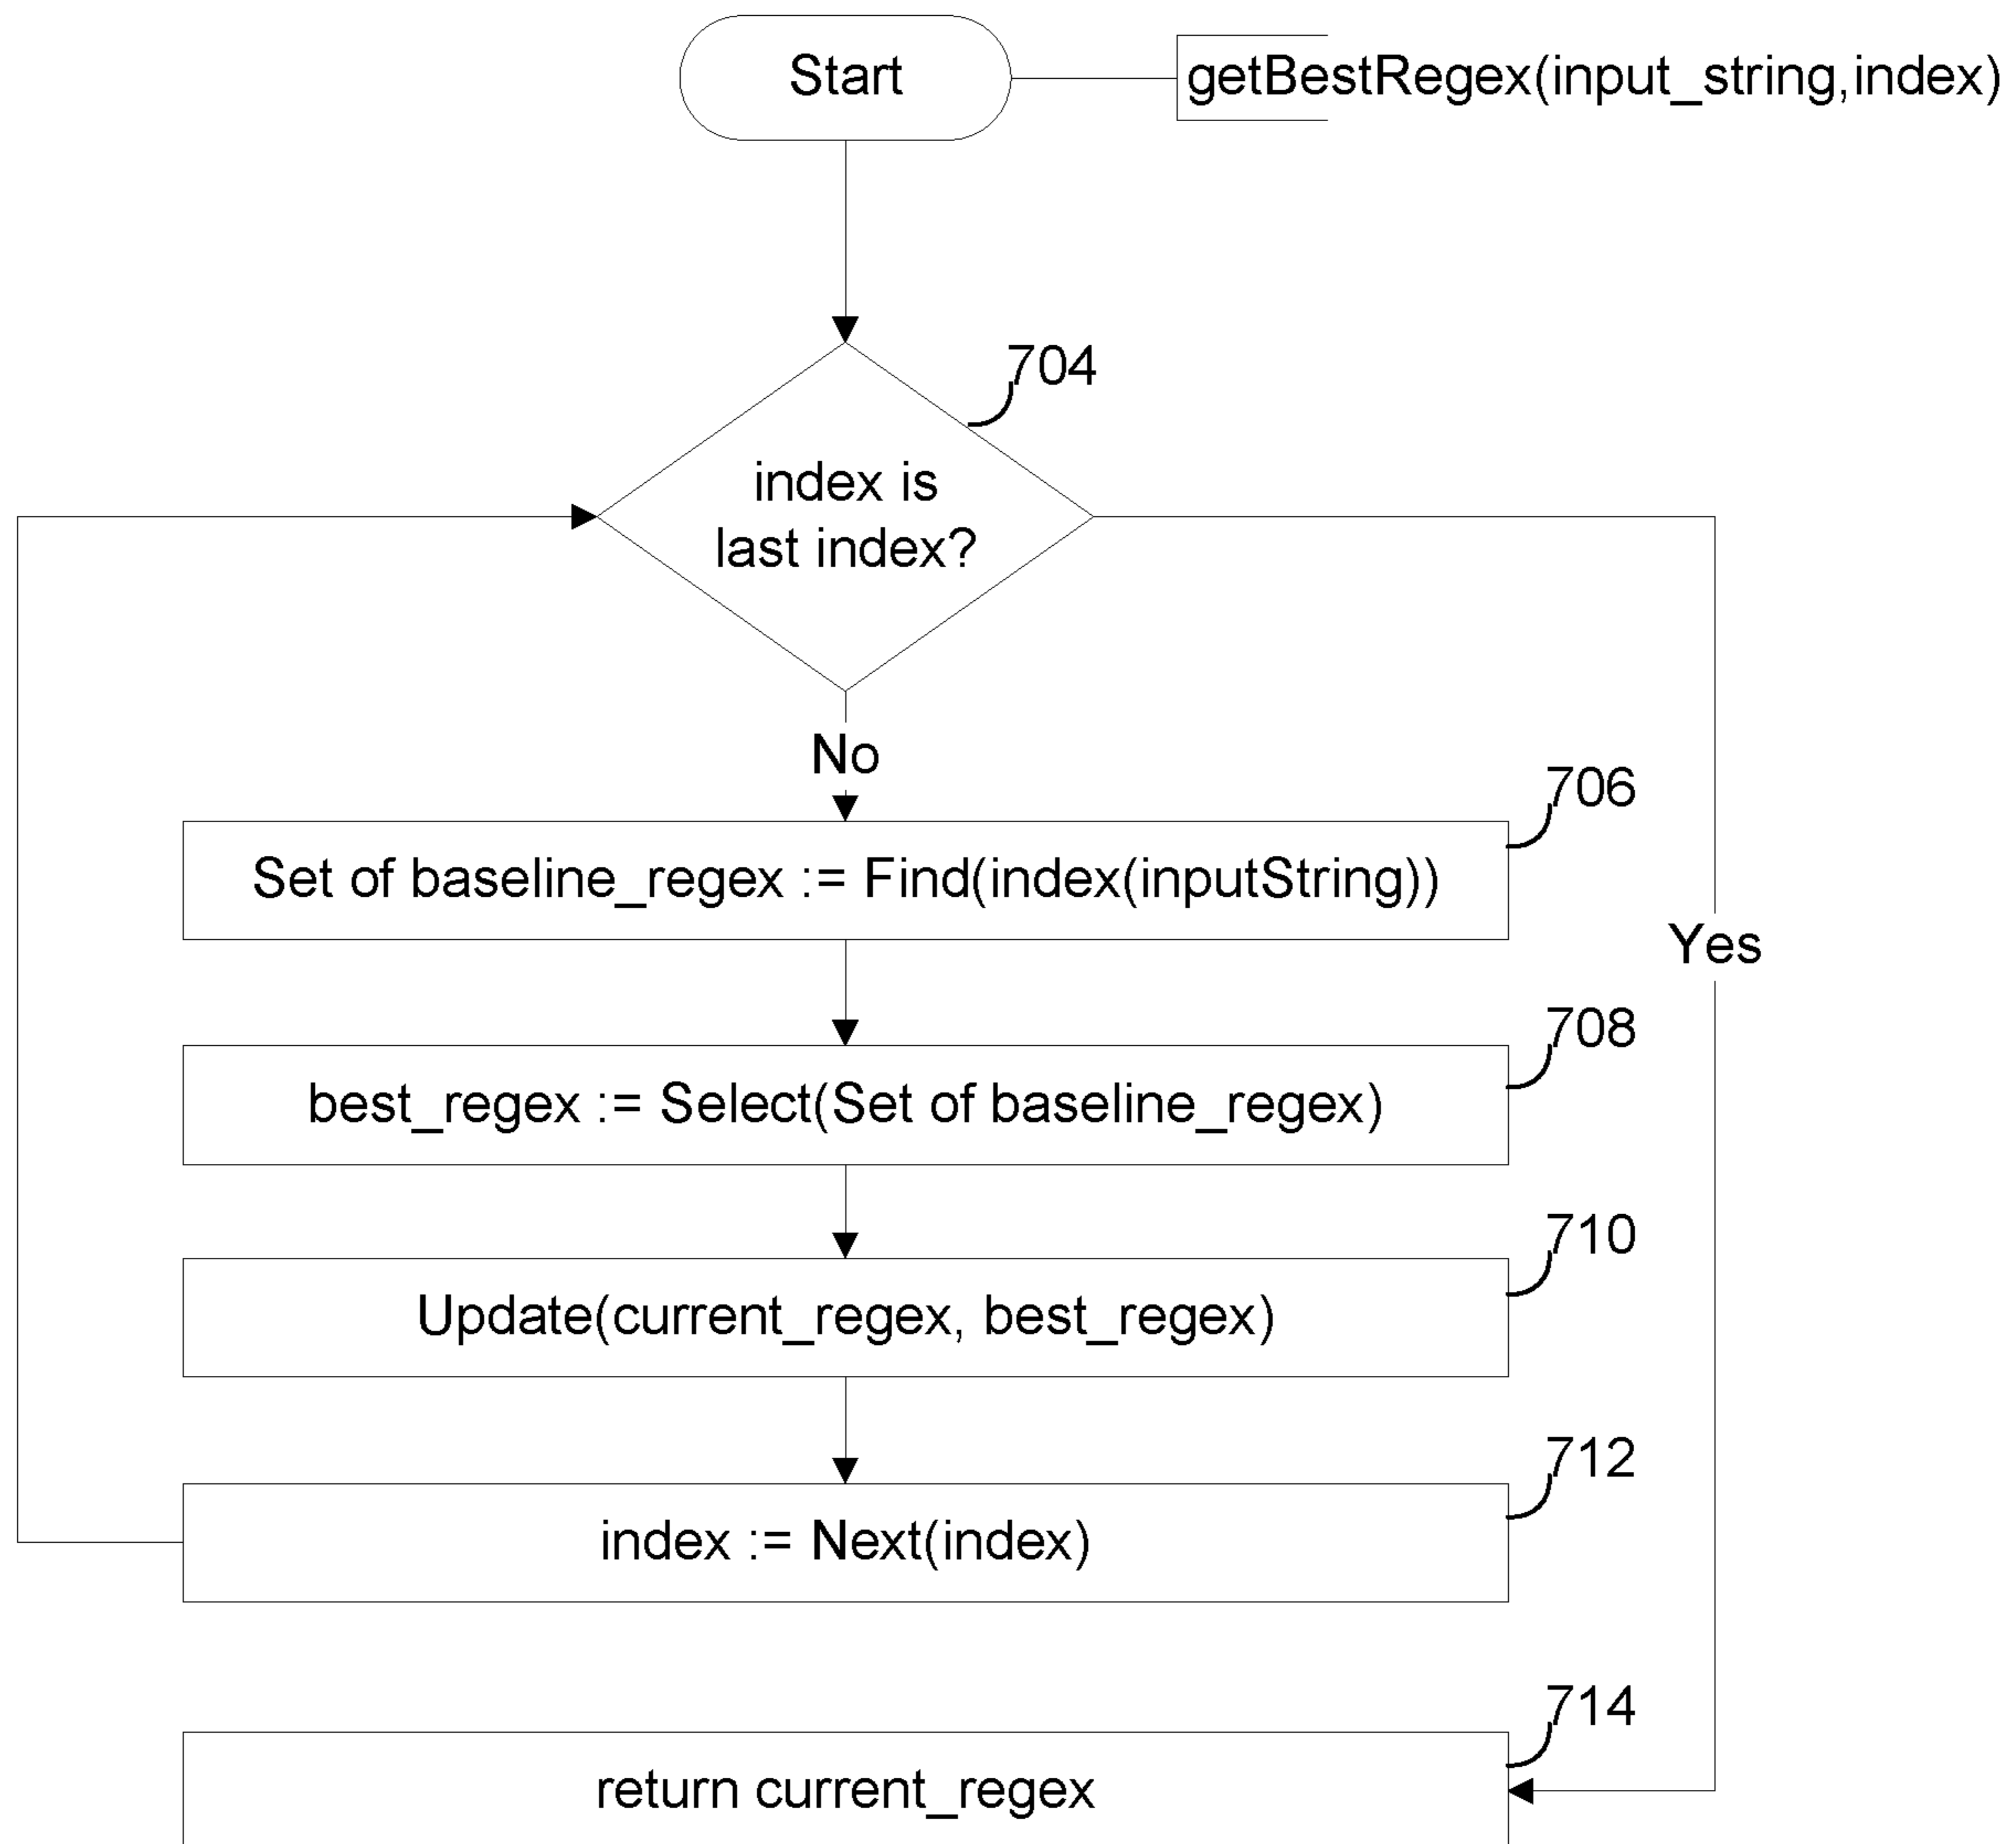 Start
getBestRegex(input_string,index)
704
index is
last index?
No
706
Set of baseline_regex := Find(index(inputString))
Yes
708
best_regex := Select(Set of baseline_regex)
710
Update(current_regex, best_regex)
712
index := Next(index)
714
return current_regex